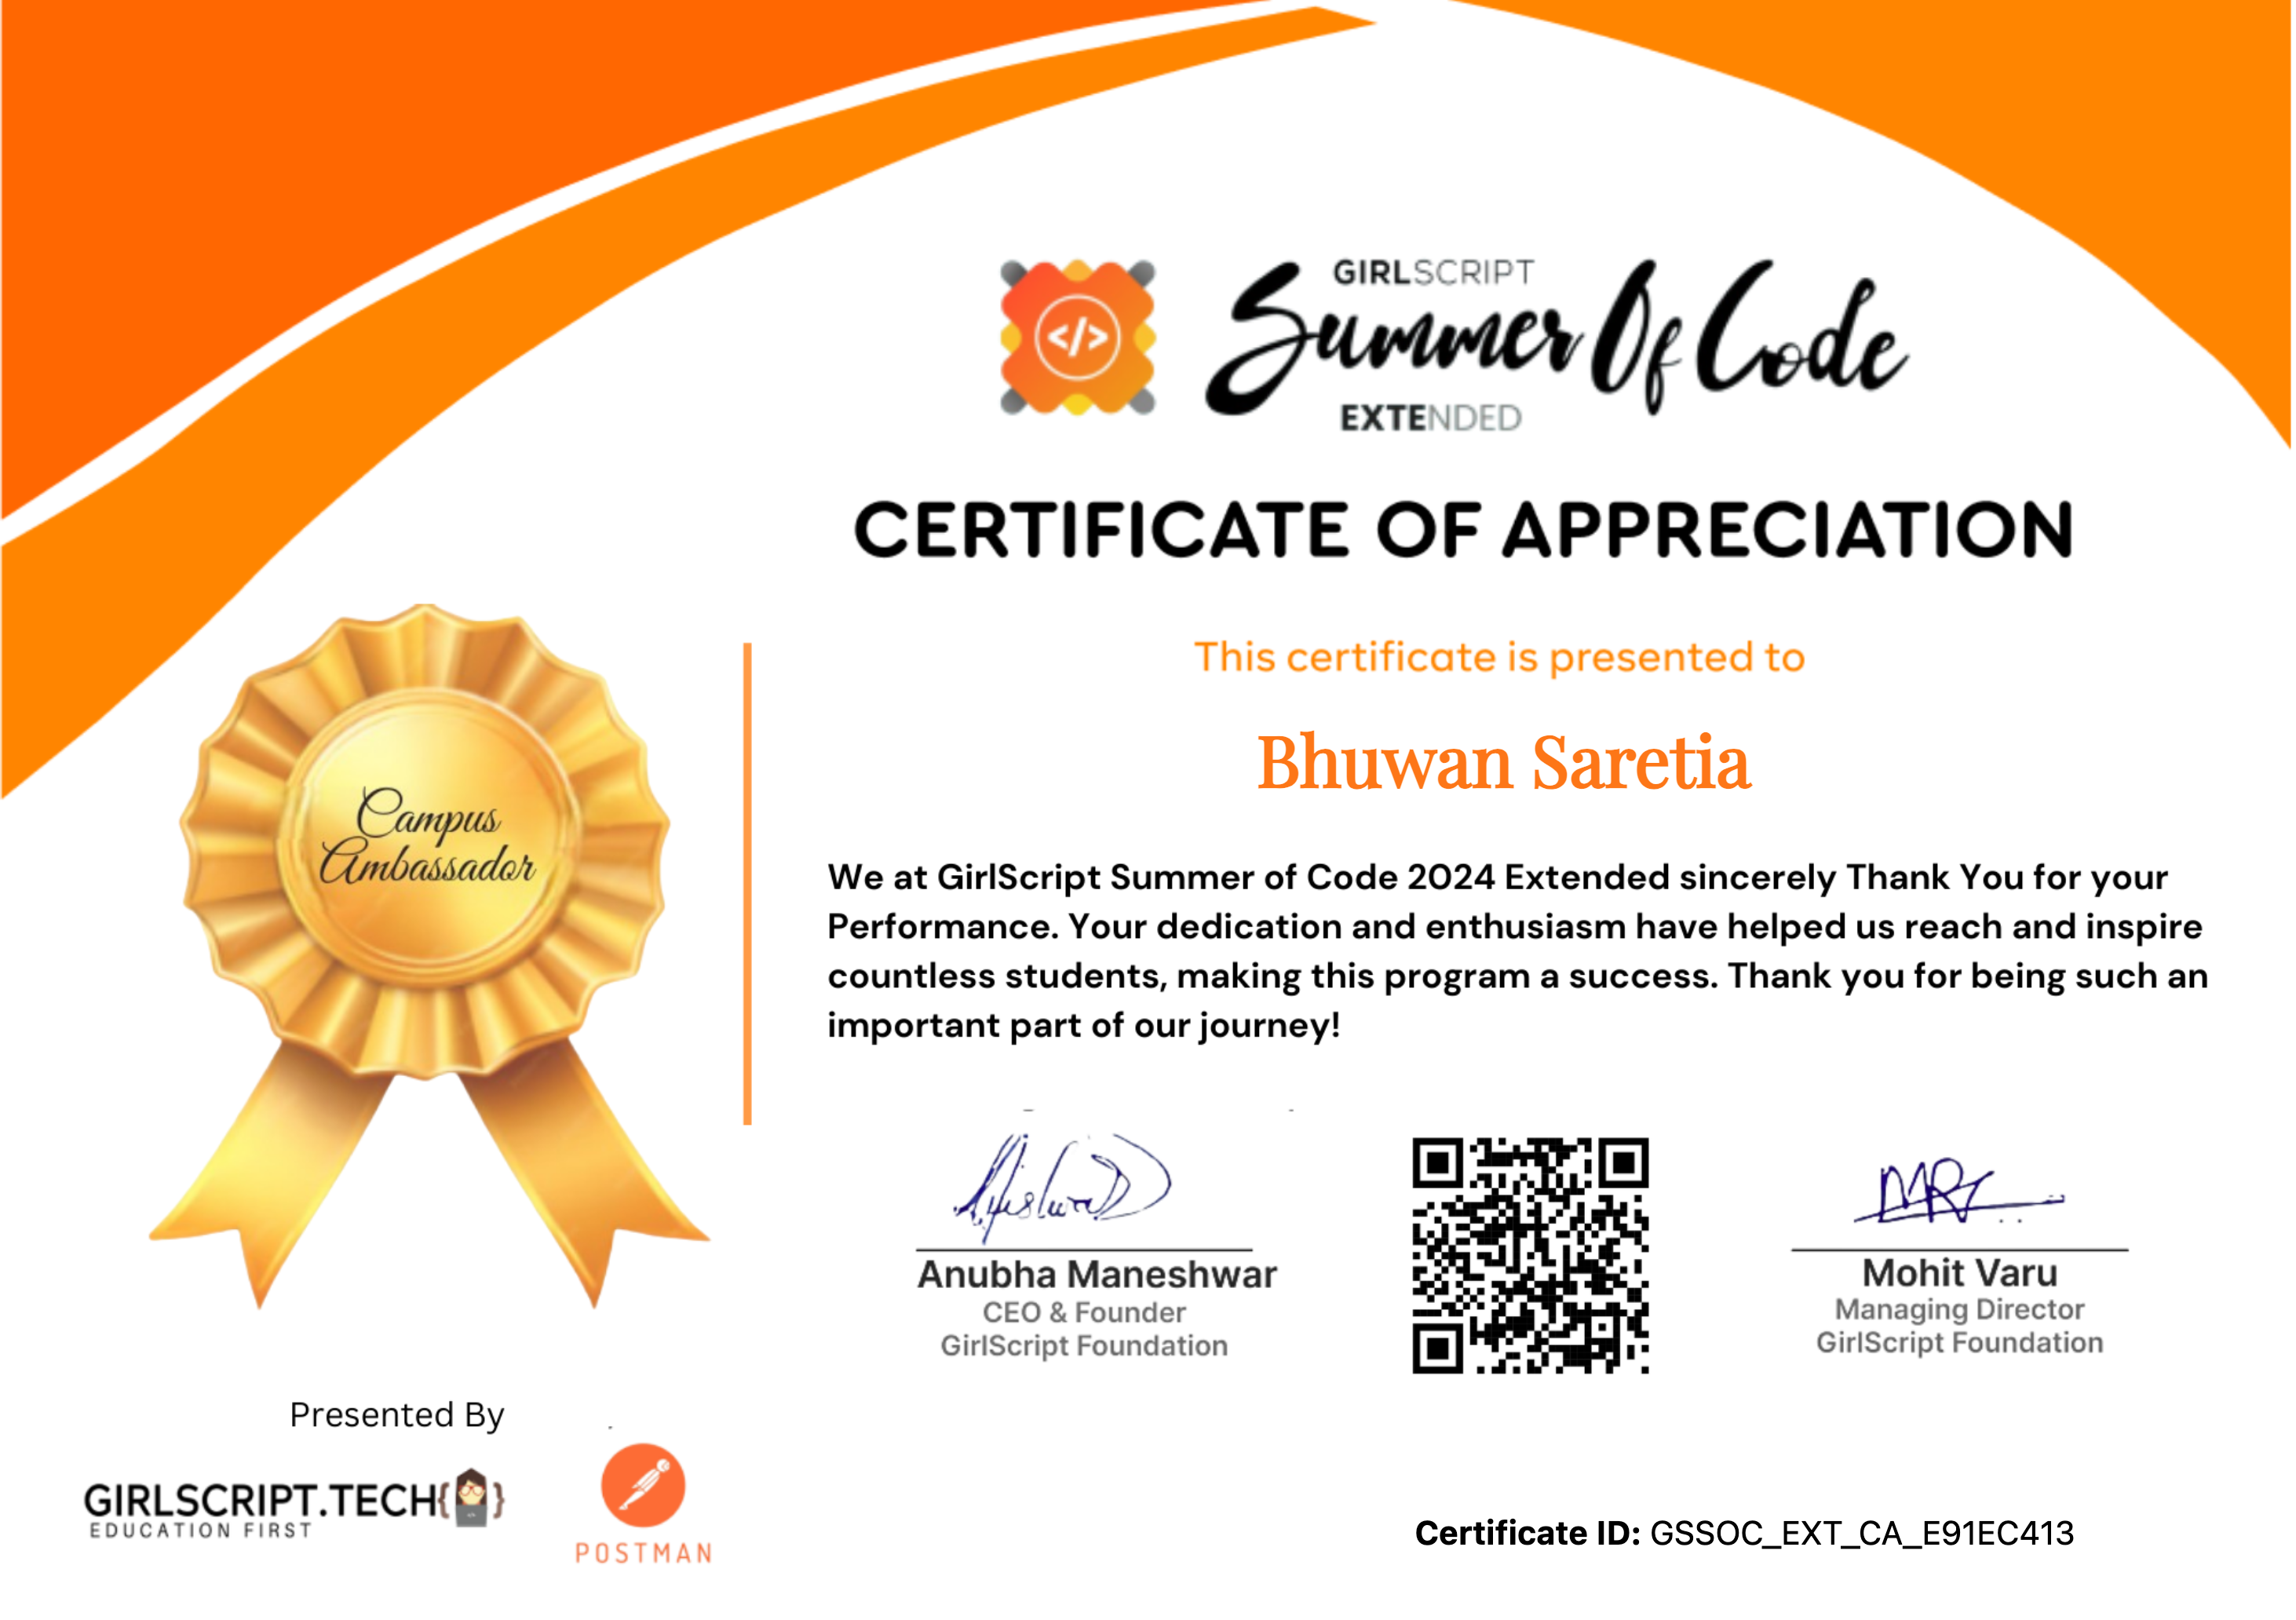 GIRLSCRIPT
Summer Of Code
EXTENDED
CERTIFICATE OF APPRECIATION
This certificate is presented to
Bhuwan Saretia
Campus
Ambassador
We at GirlScript Summer of Code 2024 Extended sincerely Thank You for your
Performance. Your dedication and enthusiasm have helped us reach and inspire
countless students, making this program a success. Thank you for being such an
important part of our journey!
Anubha Maneshwar
CEO & Founder
GirlScript Foundation
Mohit Varu
Managing Director
GirlScript Foundation
Presented By
GIRLSCRIPT.TECH{}
EDUCATION FIRST
POSTMAN
Certificate ID: GSSOC_EXT_CA_E91EC413